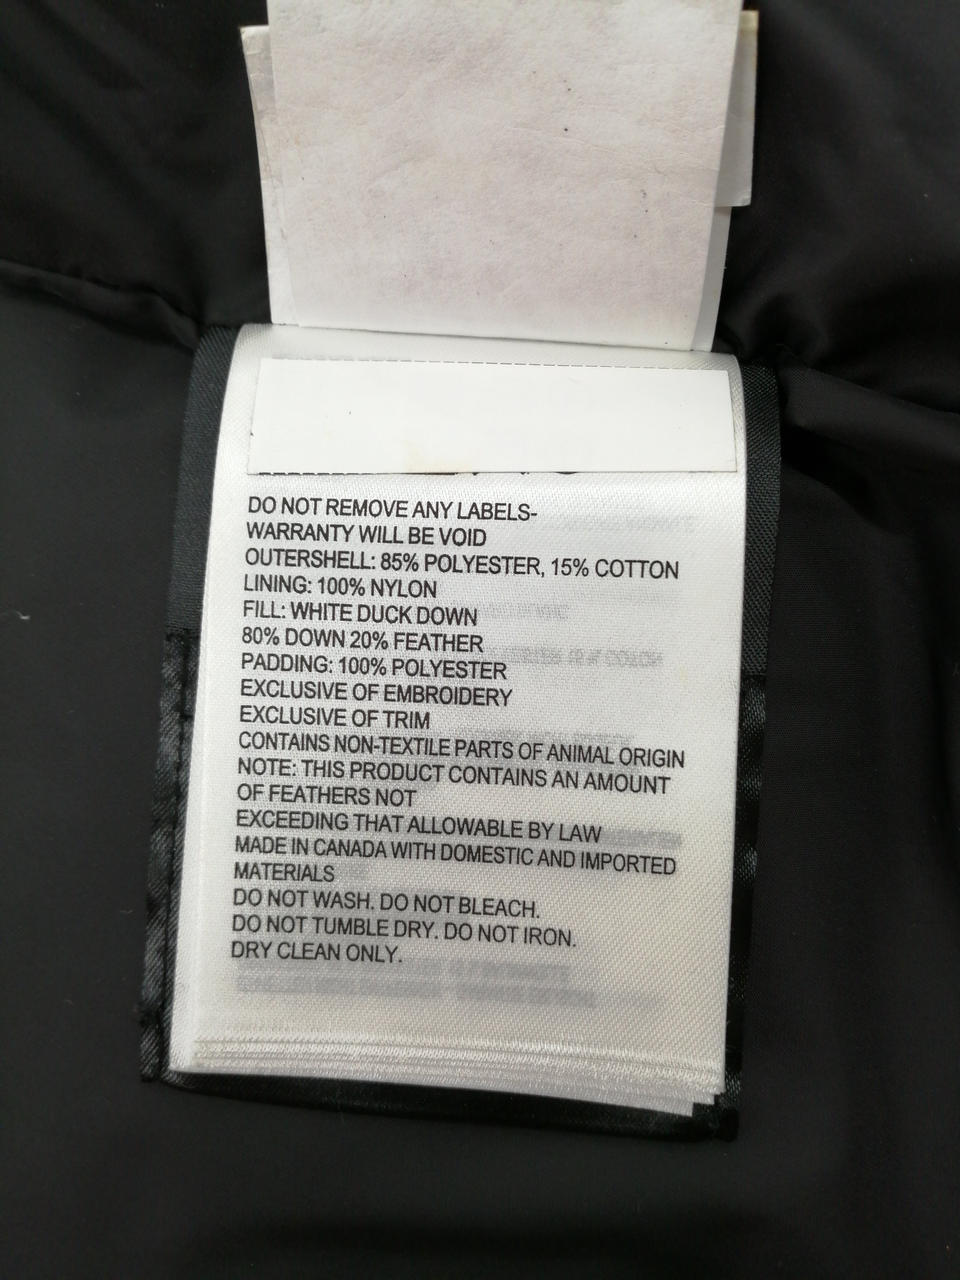 DO NOT REMOVE ANY LABELS-
WARRANTY WILL BE VOID
OUTERSHELL: 85% POLYESTER, 15% COTTON
LINING: 100% NYLON
FILL: WHITE DUCK DOWN
80% DOWN 20% FEATHER
PADDING: 100% POLYESTER
EXCLUSIVE OF EMBROIDERY
EXCLUSIVE OF TRIM
CONTAINS NON-TEXTILE PARTS OF ANIMAL ORIGIN
NOTE: THIS PRODUCT CONTAINS AN AMOUNT
OF FEATHERS NOT
EXCEEDING THAT ALLOWABLE BY LAW
MADE IN CANADA WITH DOMESTIC AND IMPORTED
MATERIALS
DO NOT WASH. DO NOT BLEACH.
DO NOT TUMBLE DRY. DO NOT IRON.
DRY CLEAN ONLY.